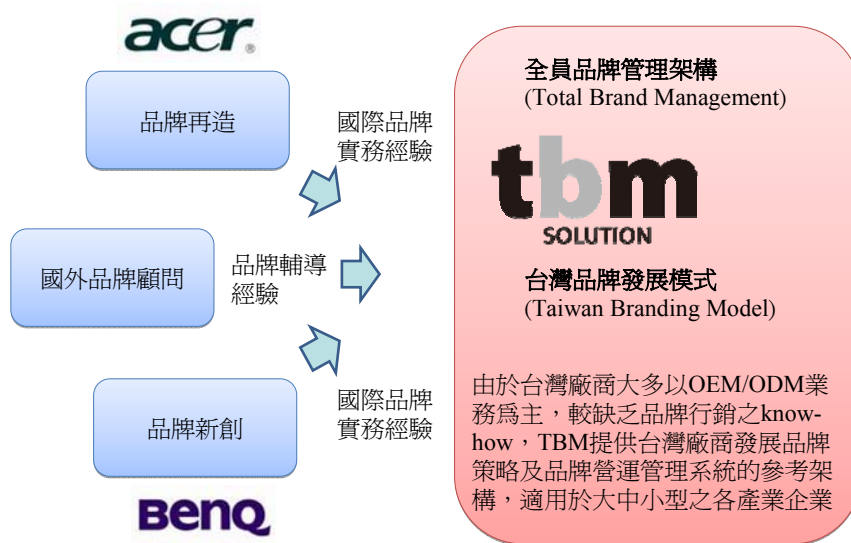 acer
品牌再造
國際品牌
實務經驗
國外品牌顧問
品牌輔導
經驗
品牌新創
國際品牌
實務經驗
BenQ
全員品牌管理架構
(Total Brand Management)
tbm
SOLUTION
台灣品牌發展模式
(Taiwan Branding Model)
由於台灣廠商大多以OEM/ODM業
務爲主，較缺乏品牌行銷之know-
how，TBM提供台灣廠商發展品牌
策略及品牌營運管理系統的參考架
構，適用於大中小型之各產業企業